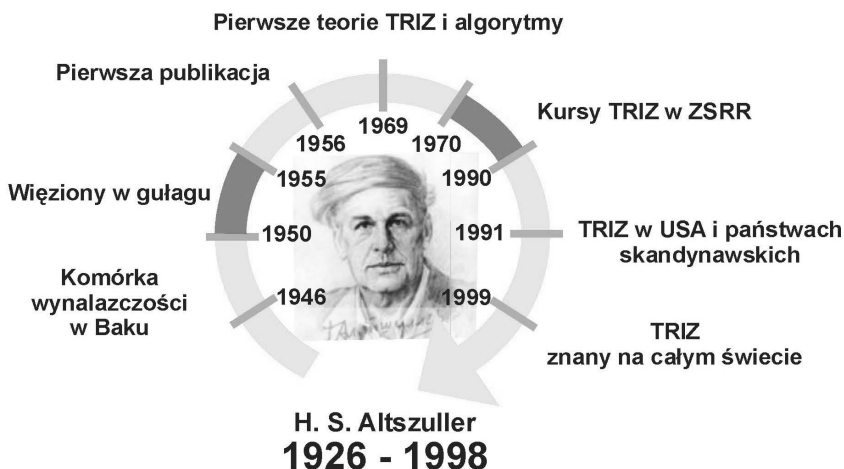 Pierwsze teorie TRIZ i algorytmy
Pierwsza publikacja
Kursy TRIZ w ZSRR
1969
1956
1970
1955
1990
Więziony w gułagu
1950
1991
TRIZ w USA i państwach
skandynawskich
Komórka
wynalazczości
w Baku
1946
1999
TRIZ
znany na całym świecie
H. S. Altszuller
1926 - 1998